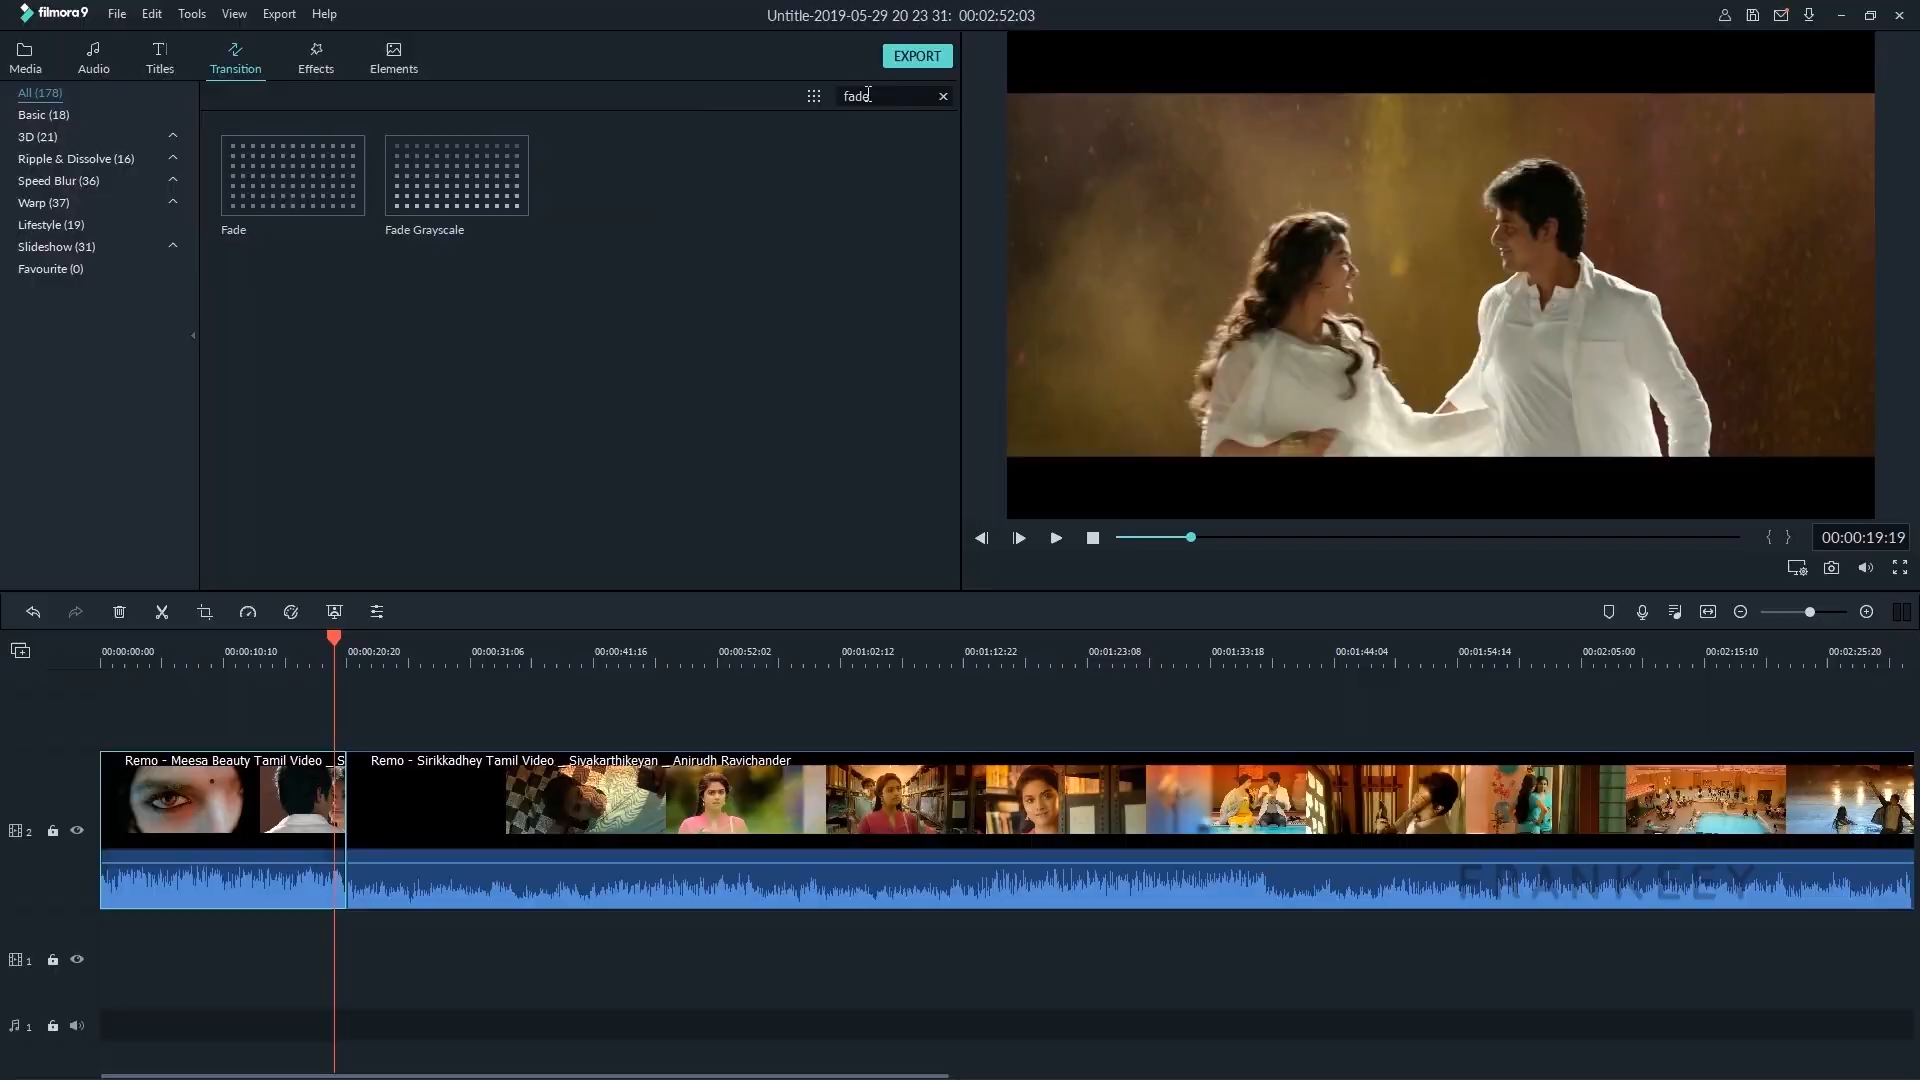 filmora9 File Edit Tools View Export Help
Untitle-2019-05-29 20 23 31: 00:02:52:03
Media Audio Titles Transition Effects Elements
EXPORT
All (178)
Basic (18)
3D (21)
Ripple & Dissolve (16)
Speed Blur (36)
Warp (37)
Lifestyle (19)
Slideshow (31)
Favourite (0)
fade
Fade
Fade Grayscale
00:00:19:19
00:00:00:00 00:00:10:10 00:00:20:20 00:00:31:06 00:00:41:16 00:00:52:02 00:01:02:12 00:01:12:22 00:01:23:08 00:01:33:18 00:01:44:04 00:01:54:14 00:02:05:00 00:02:15:10 00:02:25:20
Remo - Meesa Beauty Tamil Video _ S
Remo - Sirikkadhey Tamil Video _ Sivakarthikeyan _ Anirudh Ravichander
2
FRANKEEY
1
1